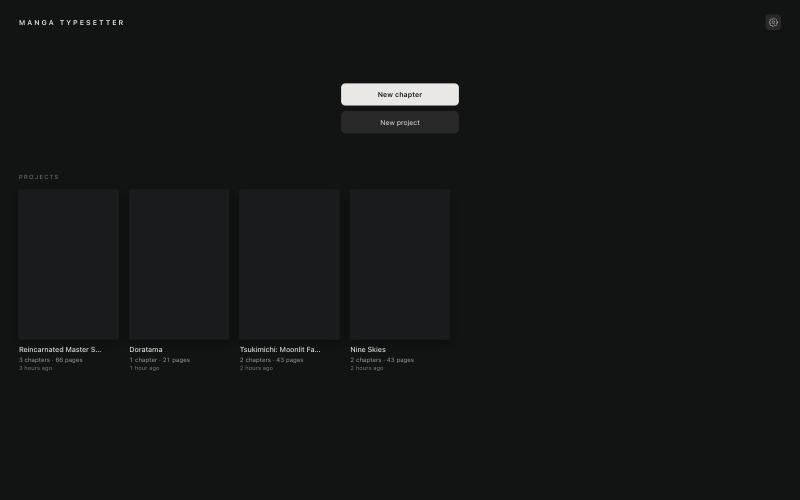 MANGA TYPESETTER
New chapter
New project
PROJECTS
Reincarnated Master S...
3 chapters · 66 pages
3 hours ago
Doratama
1 chapter · 21 pages
1 hour ago
Tsukimichi: Moonlit Fa...
2 chapters · 43 pages
2 hours ago
Nine Skies
2 chapters · 43 pages
2 hours ago